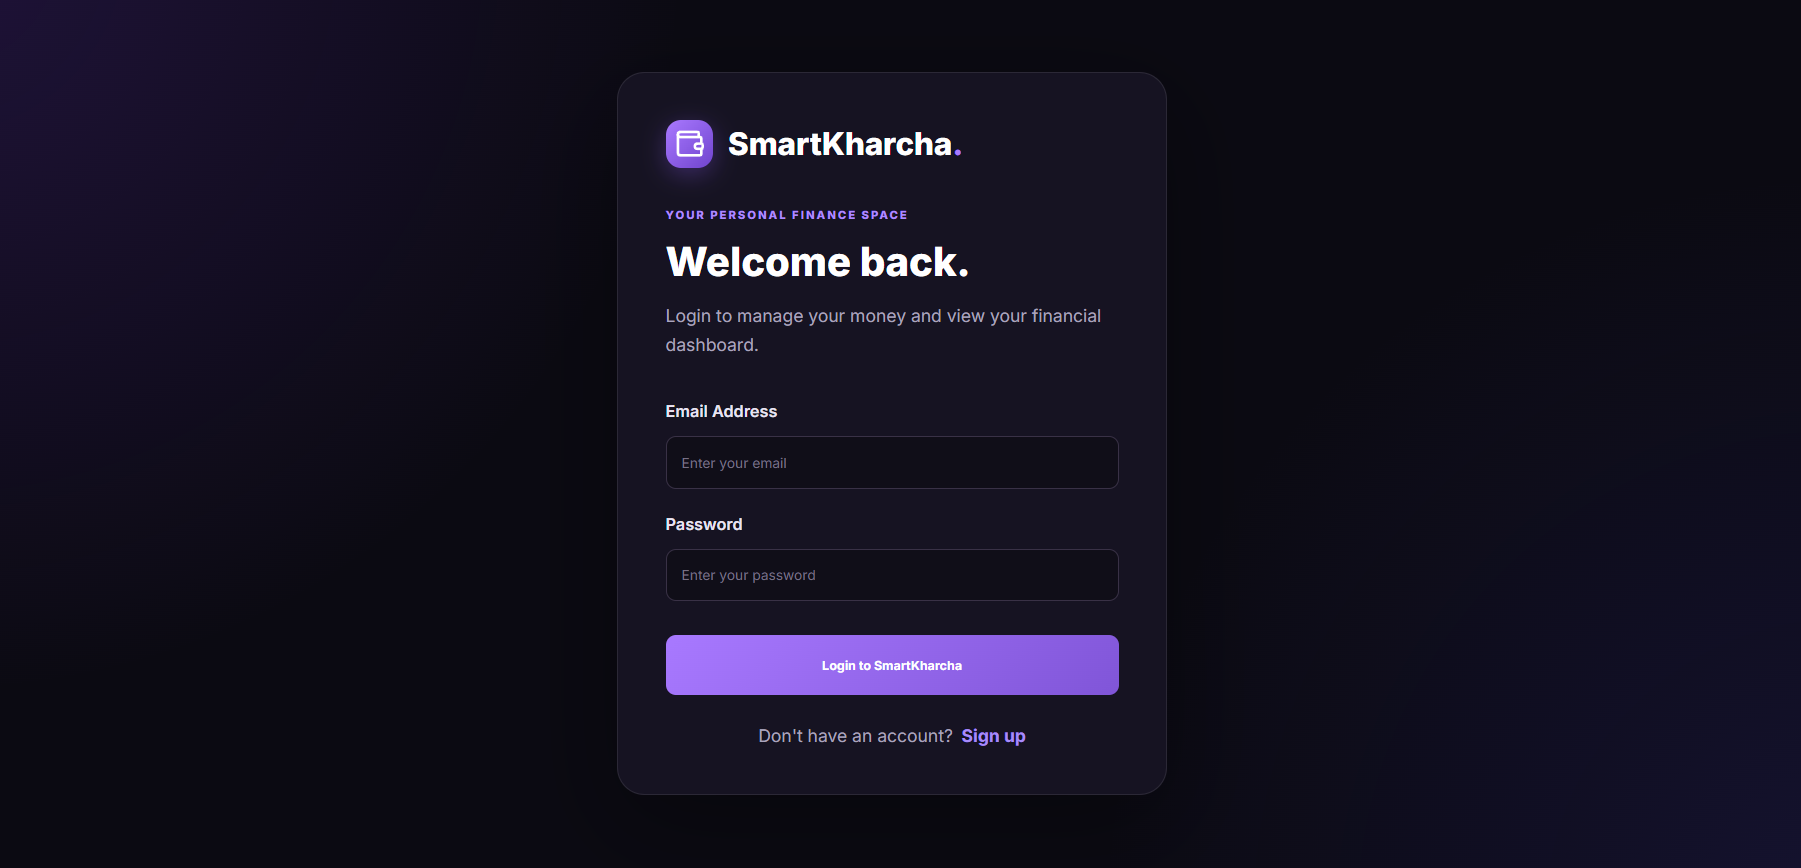 SmartKharcha.
YOUR PERSONAL FINANCE SPACE
Welcome back.
Login to manage your money and view your financial
dashboard.
Email Address
Enter your email
Password
Enter your password
Login to SmartKharcha
Don't have an account? Sign up